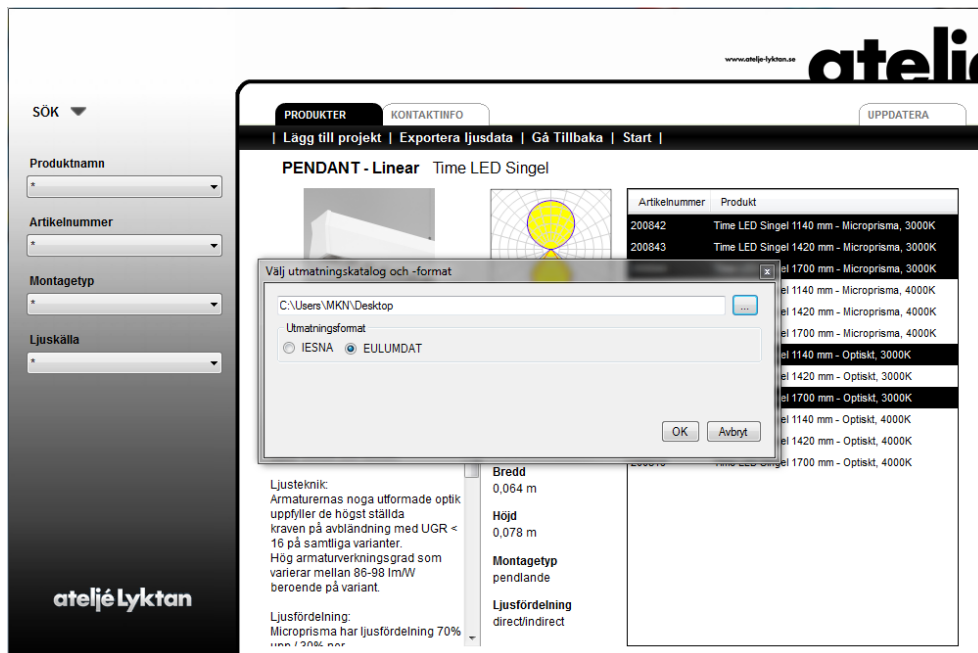 www.atelje-lyktan.se
SÖK
PRODUKTER
KONTAKTINFO
UPPDATERA
| Lägg till projekt | Exportera ljusdata | Gå Tillbaka | Start |
PENDANT - Linear Time LED Singel
Produktnamn
*
Artikelnummer
*
Montagetyp
*
Ljuskälla
*
Artikelnummer Produkt
200842 Time LED Singel 1140 mm - Microprisma, 3000K
200843 Time LED Singel 1420 mm - Microprisma, 3000K
1700 mm - Microprisma, 3000K
1140 mm - Microprisma, 4000K
1420 mm - Microprisma, 4000K
1700 mm - Microprisma, 4000K
1140 mm - Optiskt, 3000K
1420 mm - Optiskt, 3000K
1700 mm - Optiskt, 3000K
1140 mm - Optiskt, 4000K
1420 mm - Optiskt, 4000K
1700 mm - Optiskt, 4000K
Välj utmatningskatalog och -format
x
C:\Users\MKN\Desktop
...
Utmatningsformat
IESNA EULUMDAT
OK Avbryt
Ljusteknik:
Armaturernas noga utformade optik
uppfyller de högst ställda
kraven på avbländning med UGR <
16 på samtliga varianter.
Hög armaturverkningsgrad som
varierar mellan 86-98 lm/W
beroende på variant.
Ljusfördelning:
Microprisma har ljusfördelning 70%
upp / 30% ner
Bredd
0,064 m
Höjd
0,078 m
Montagetyp
pendlande
Ljusfördelning
direct/indirect
ateljé Lyktan